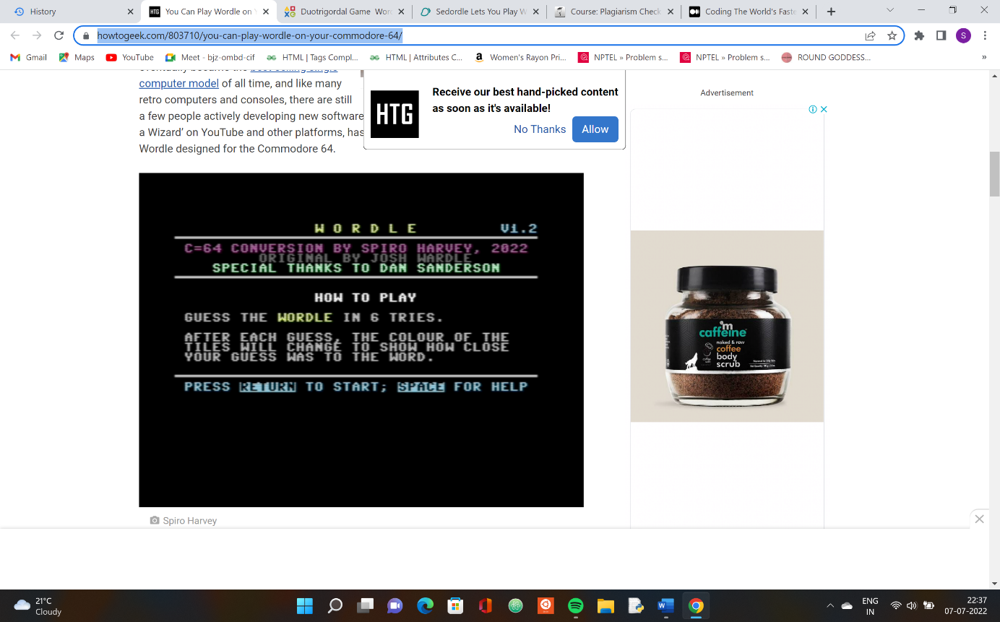 History
You Can Play Wordle on
Duotrigordal Game Wor
Sedordle Lets You Play W
Course: Plagiarism Check
Coding The World's Faste
howtogeek.com/803710/you-can-play-wordle-on-your-commodore-64/
S
Gmail
Maps
YouTube
Meet - bjz-ombd-cif
HTML | Tags Compl...
HTML | Attributes C...
Women's Rayon Pri...
NPTEL » Problem s...
NPTEL » Problem s...
ROUND GODDESS...
computer model of all time, and like many
retro computers and consoles, there are still
a few people actively developing new software
a Wizard' on YouTube and other platforms, has
Wordle designed for the Commodore 64.
HTG
Receive our best hand-picked content
as soon as it's available!
No Thanks
Allow
Advertisement
W O R D L E V1.2
C=64 CONVERSION BY SPIRO HARVEY, 2022
ORIGINAL BY JOSH WARDLE
SPECIAL THANKS TO DAN SANDERSON
HOW TO PLAY
GUESS THE WORDLE IN 6 TRIES.
AFTER EACH GUESS, THE COLOUR OF THE
TILES WILL CHANGE TO SHOW HOW CLOSE
YOUR GUESS WAS TO THE WORD.
PRESS RETURN TO START; SPACE FOR HELP
Spiro Harvey
m
caffeine
naked & raw
coffee
body
scrub
21°C
Cloudy
ENG
IN
22:37
07-07-2022